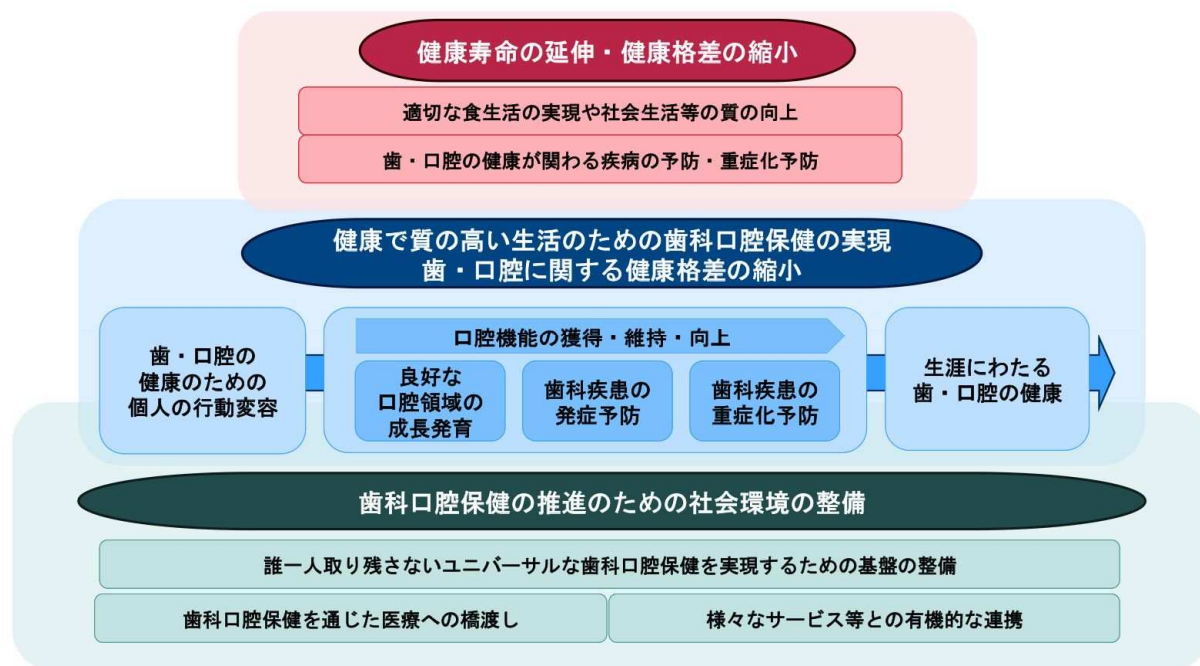 健康寿命の延伸・健康格差の縮小
適切な食生活の実現や社会生活等の質の向上
歯・口腔の健康が関わる疾病の予防・重症化予防
健康で質の高い生活のための歯科口腔保健の実現
歯・口腔に関する健康格差の縮小
歯・口腔の
健康のための
個人の行動変容
口腔機能の獲得・維持・向上
良好な
口腔領域の
成長発育
歯科疾患の
発症予防
歯科疾患の
重症化予防
生涯にわたる
歯・口腔の健康
歯科口腔保健の推進のための社会環境の整備
誰一人取り残さないユニバーサルな歯科口腔保健を実現するための基盤の整備
歯科口腔保健を通じた医療への橋渡し
様々なサービス等との有機的な連携